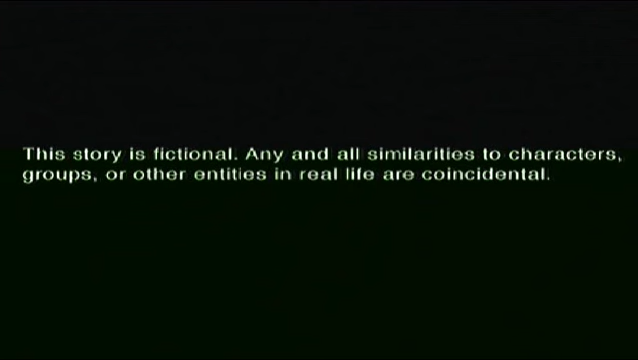 This story is fictional. Any and all similarities to characters,
groups, or other entities in real life are coincidental.